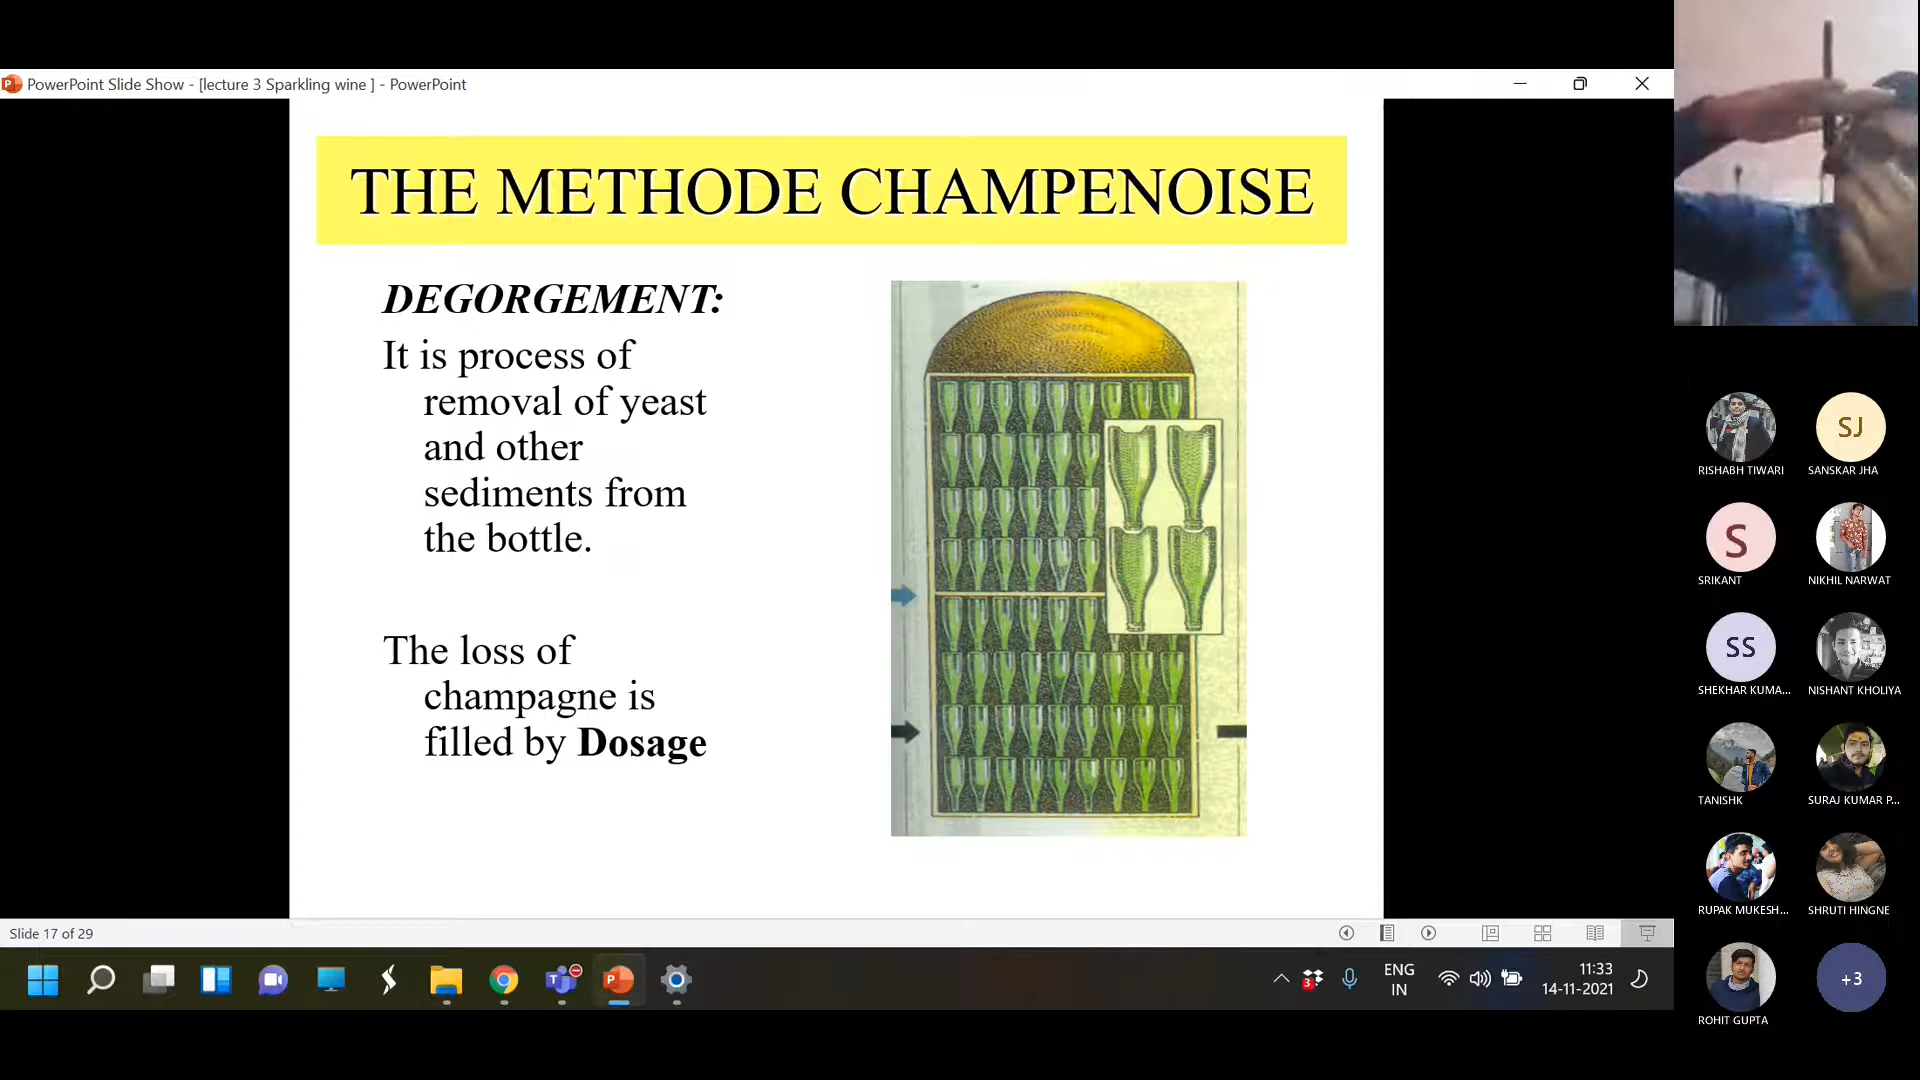 PowerPoint Slide Show - [lecture 3 Sparkling wine ] - PowerPoint
THE METHODE CHAMPENOISE
DEGORGEMENT:
It is process of
removal of yeast
and other
sediments from
the bottle.
The loss of
champagne is
filled by Dosage
Slide 17 of 29
3
ENG
IN
11:33
14-11-2021
RISHABH TIWARI
SJ
SANSKAR JHA
S
SRIKANT
NIKHIL NARWAT
SS
SHEKHAR KUMA...
NISHANT KHOLIYA
TANISHK
SURAJ KUMAR P...
RUPAK MUKESH...
SHRUTI HINGNE
ROHIT GUPTA
+3